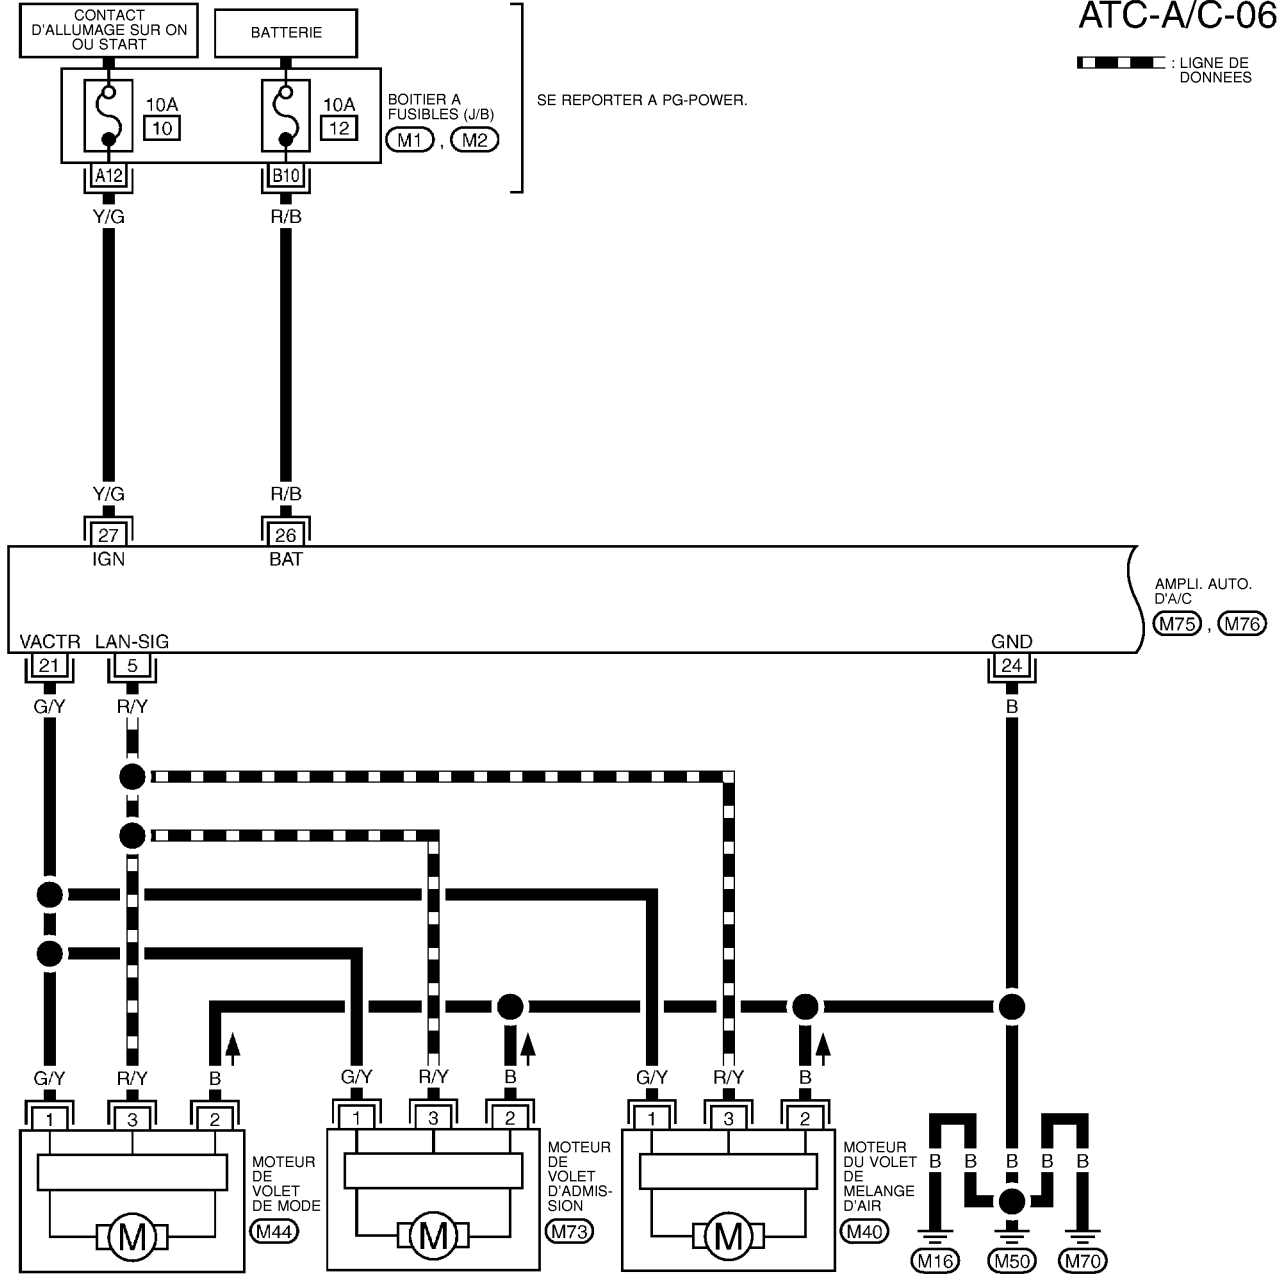 ATC-A/C-06
CONTACT
D'ALLUMAGE SUR ON
OU START
BATTERIE
: LIGNE DE
DONNEES
10A
10
10A
12
BOITIER A
FUSIBLES (J/B)
M1 , M2
SE REPORTER A PG-POWER.
A12
B10
Y/G
R/B
Y/G
R/B
27
26
IGN
BAT
AMPLI. AUTO.
D'A/C
M75 , M76
VACTR
LAN-SIG
GND
21
5
24
G/Y
R/Y
B
G/Y
R/Y
B
G/Y
R/Y
B
G/Y
R/Y
B
1
3
2
1
3
2
1
3
2
MOTEUR
DE
VOLET
DE MODE
M44
M
MOTEUR
DE
VOLET
D'ADMIS-
SION
M73
M
MOTEUR
DU VOLET
DE
MELANGE
D'AIR
M40
M
B
B
B
B
B
M16
M50
M70